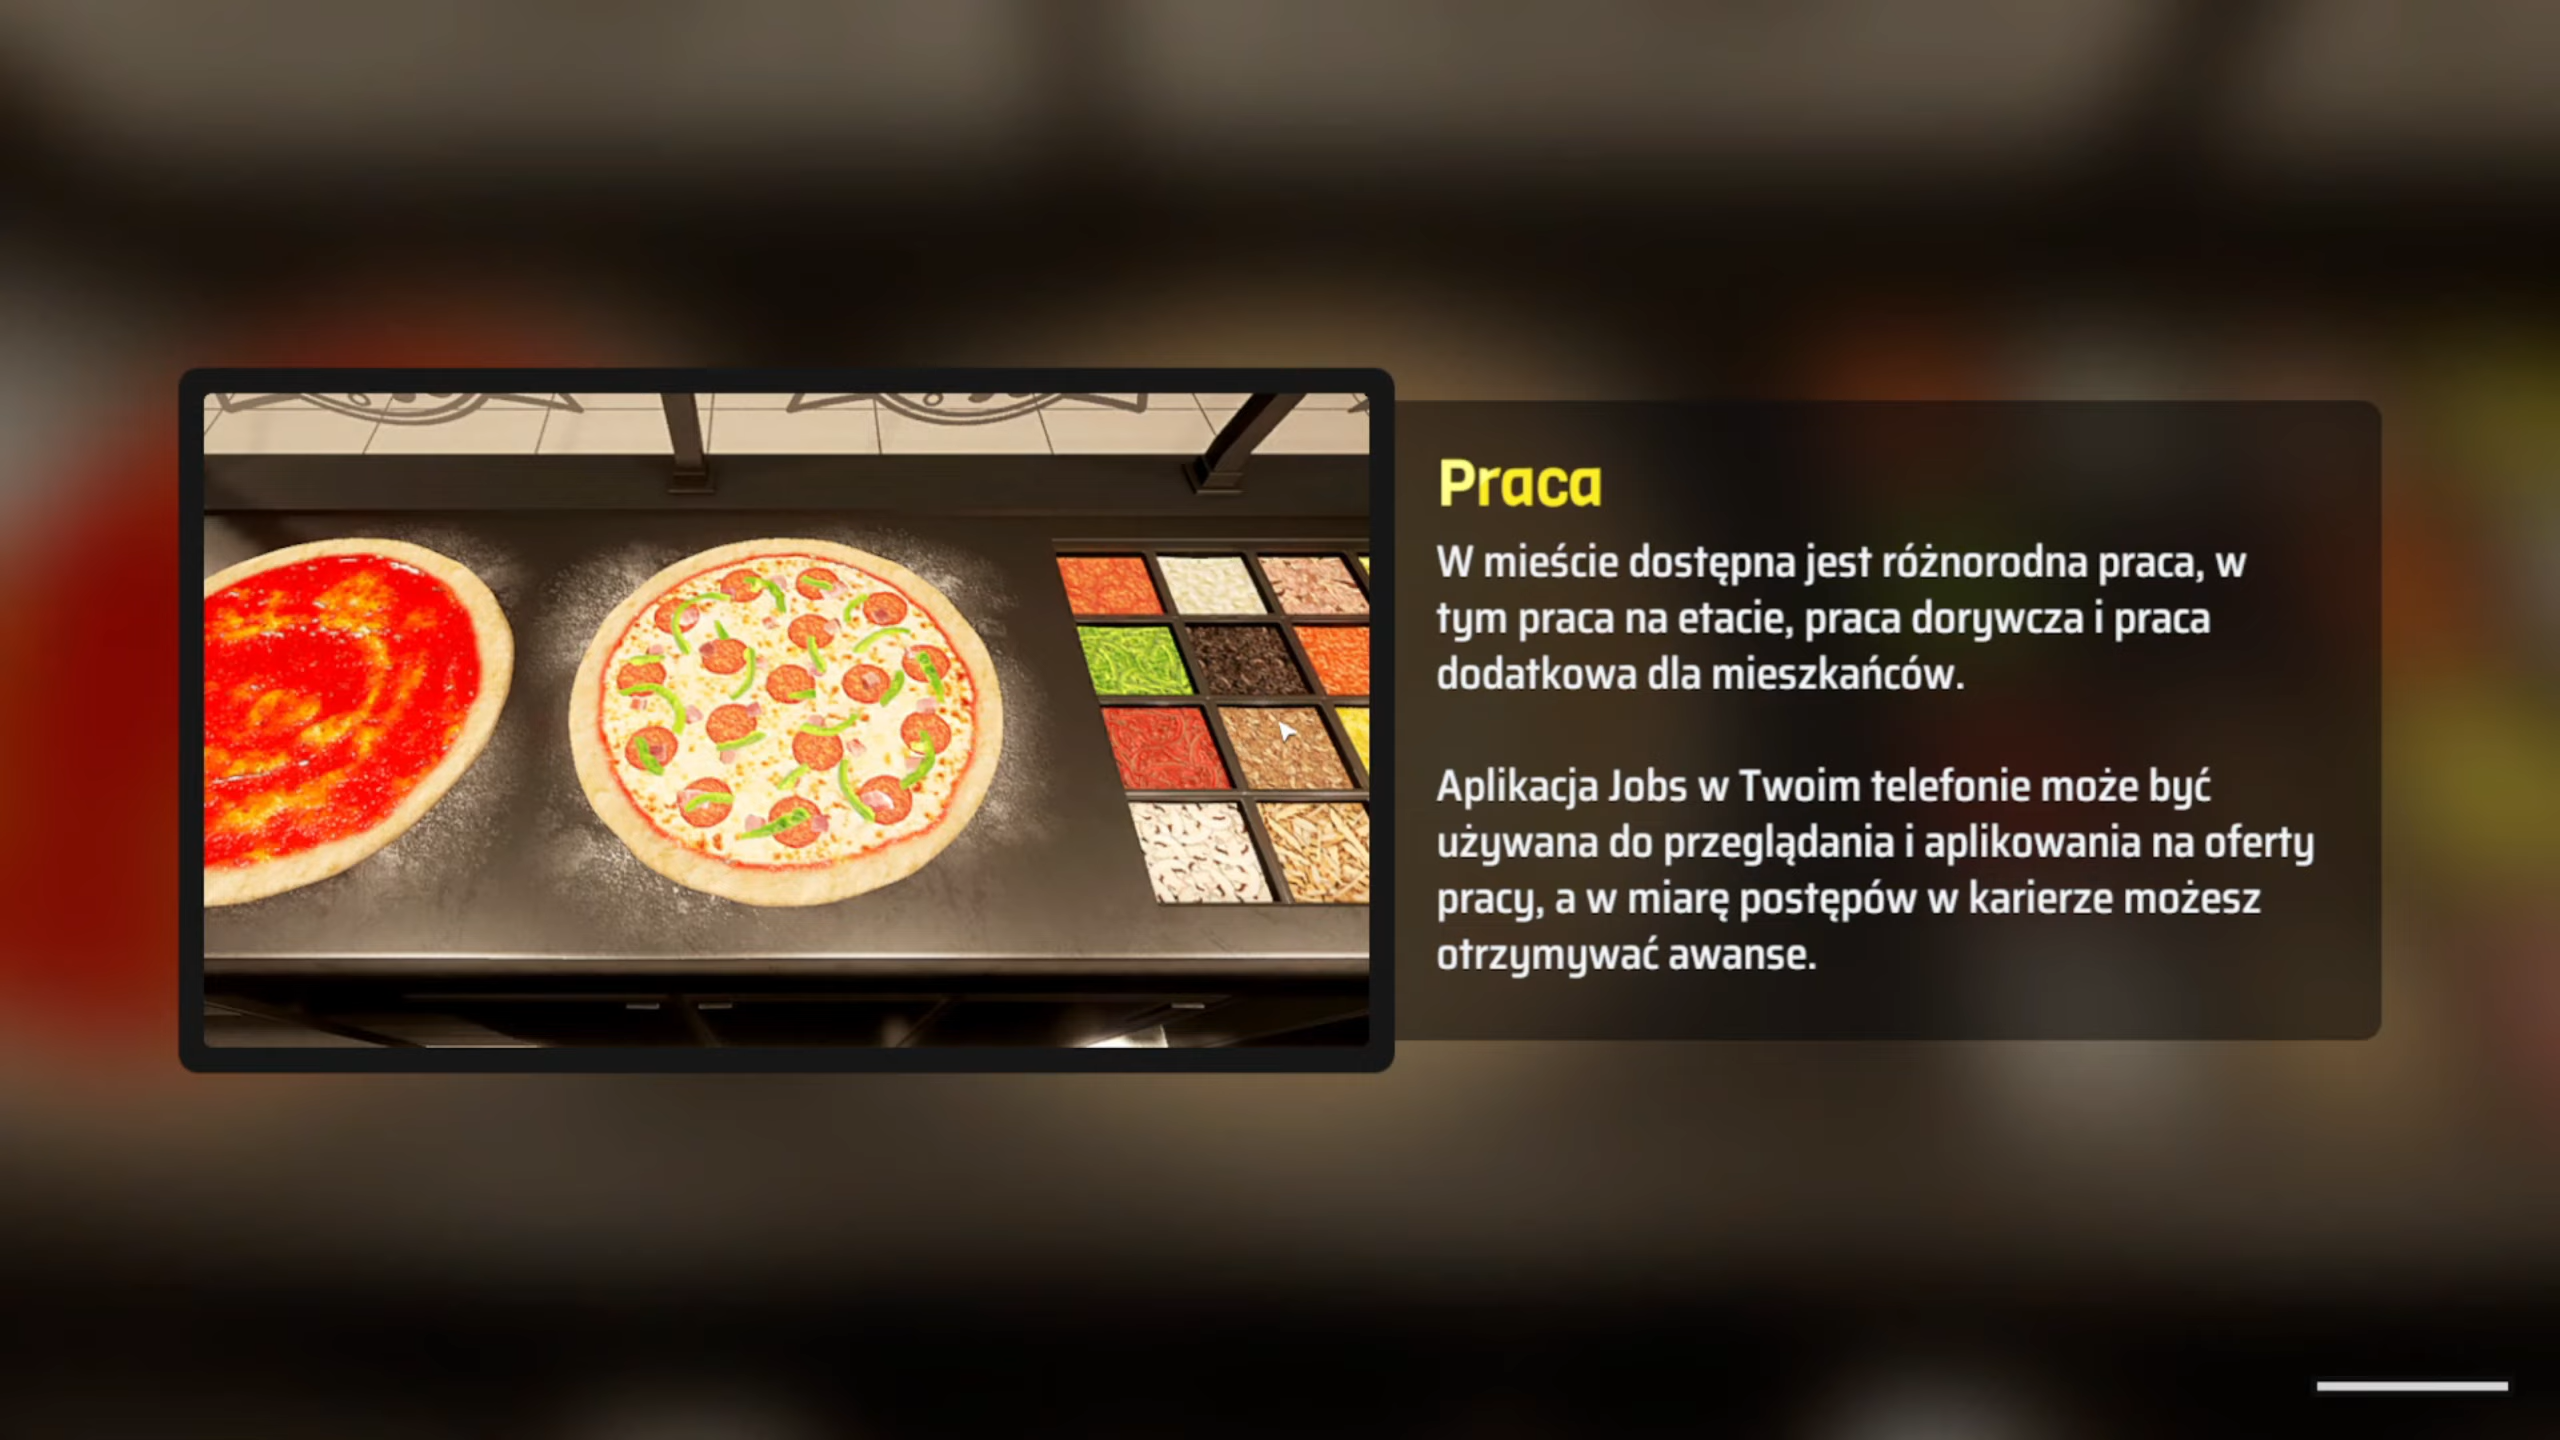 Praca
W mieście dostępna jest różnorodna praca, w
tym praca na etacie, praca dorywcza i praca
dodatkowa dla mieszkańców.
Aplikacja Jobs w Twoim telefonie może być
używana do przeglądania i aplikowania na oferty
pracy, a w miarę postępów w karierze możesz
otrzymywać awanse.